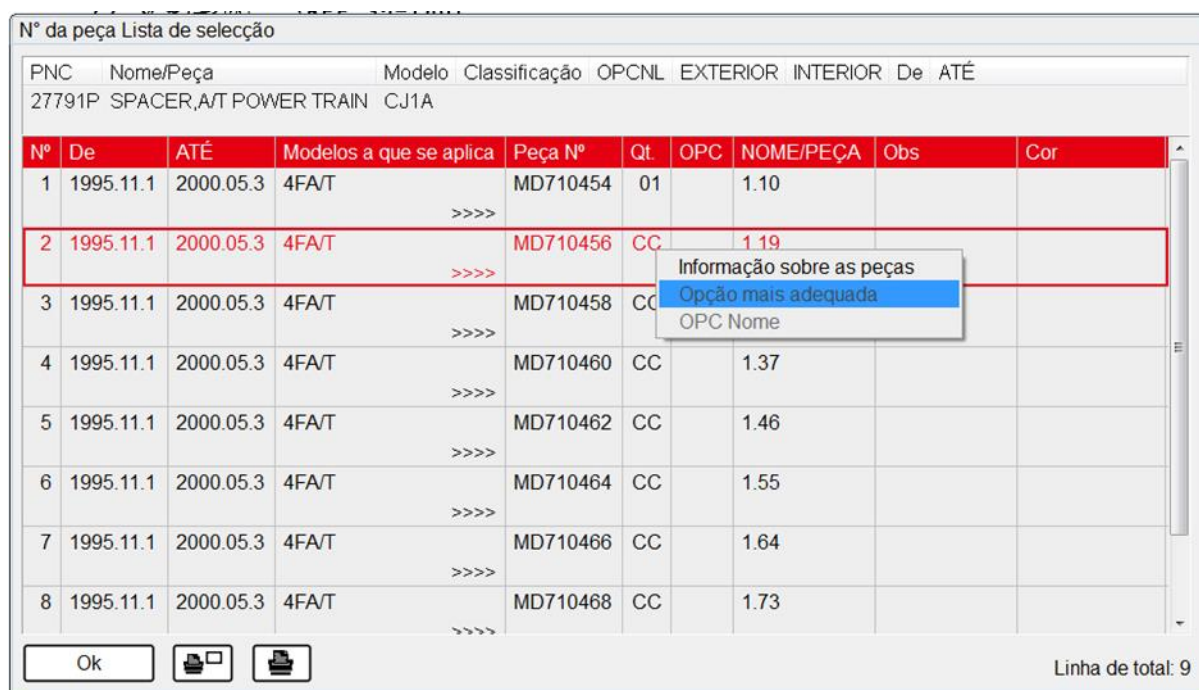 N° da peça Lista de selecção
PNC Nome/Peça Modelo Classificação OPCNL EXTERIOR INTERIOR De ATÉ
27791P SPACER,A/T POWER TRAIN CJ1A
Nº De ATÉ Modelos a que se aplica Peça Nº Qt. OPC NOME/PEÇA Obs Cor
1 1995.11.1 2000.05.3 4FA/T MD710454 01 1.10
>>>>
2 1995.11.1 2000.05.3 4FA/T MD710456 CC 1.19
>>>>
Informação sobre as peças
Opção mais adequada
OPC Nome
3 1995.11.1 2000.05.3 4FA/T MD710458 CC
>>>>
4 1995.11.1 2000.05.3 4FA/T MD710460 CC 1.37
>>>>
5 1995.11.1 2000.05.3 4FA/T MD710462 CC 1.46
>>>>
6 1995.11.1 2000.05.3 4FA/T MD710464 CC 1.55
>>>>
7 1995.11.1 2000.05.3 4FA/T MD710466 CC 1.64
>>>>
8 1995.11.1 2000.05.3 4FA/T MD710468 CC 1.73
>>>>
Ok
Linha de total: 9